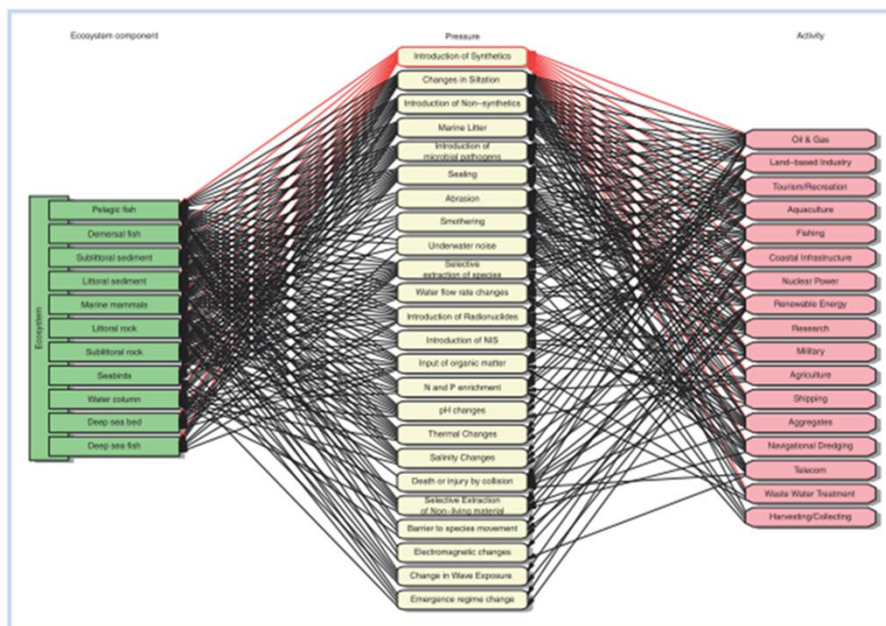 Ecosystem component
Pressure
Activity
Ecosystem
Pelagic fish
Demersal fish
Sublittoral sediment
Littoral sediment
Marine mammals
Littoral rock
Sublittoral rock
Seabirds
Water column
Deep sea bed
Deep sea fish
Introduction of Synthetics
Changes in Siltation
Introduction of Non-synthetics
Marine Litter
Introduction of
microbial pathogens
Sealing
Abrasion
Smothering
Underwater noise
Selective
extraction of species
Water flow rate changes
Introduction of Radionuclides
Introduction of NIS
Input of organic matter
N and P enrichment
pH changes
Thermal Changes
Salinity Changes
Death or injury by collision
Selective Extraction
of Non-living material
Barrier to species movement
Electromagnetic changes
Change in Wave Exposure
Emergence regime change
Oil & Gas
Land-based Industry
Tourism/Recreation
Aquaculture
Fishing
Coastal Infrastructure
Nuclear Power
Renewable Energy
Research
Military
Agriculture
Shipping
Aggregates
Navigational Dredging
Telecom
Waste Water Treatment
Harvesting/Collecting